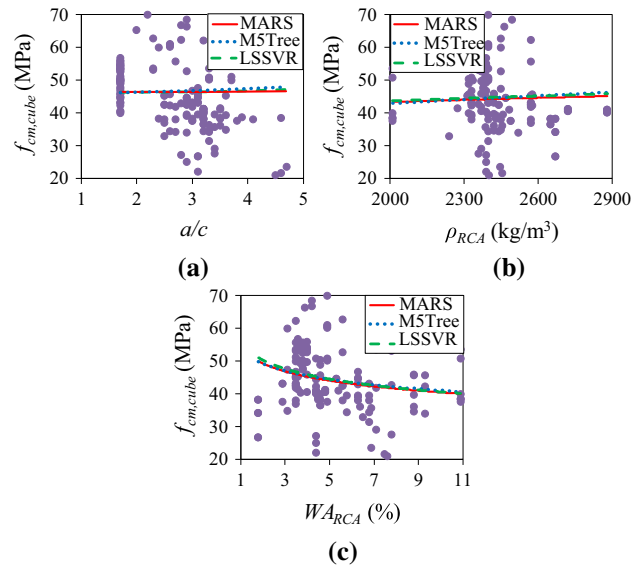 70
60
50
40
30
20
f_cm,cube (MPa)
MARS
M5Tree
LSSVR
1 2 3 4 5
a/c
(a)
70
60
50
40
30
20
f_cm,cube (MPa)
MARS
M5Tree
LSSVR
2000 2300 2600 2900
ρ_RCA (kg/m³)
(b)
70
60
50
40
30
20
f_cm,cube (MPa)
MARS
M5Tree
LSSVR
1 3 5 7 9 11
WA_RCA (%)
(c)